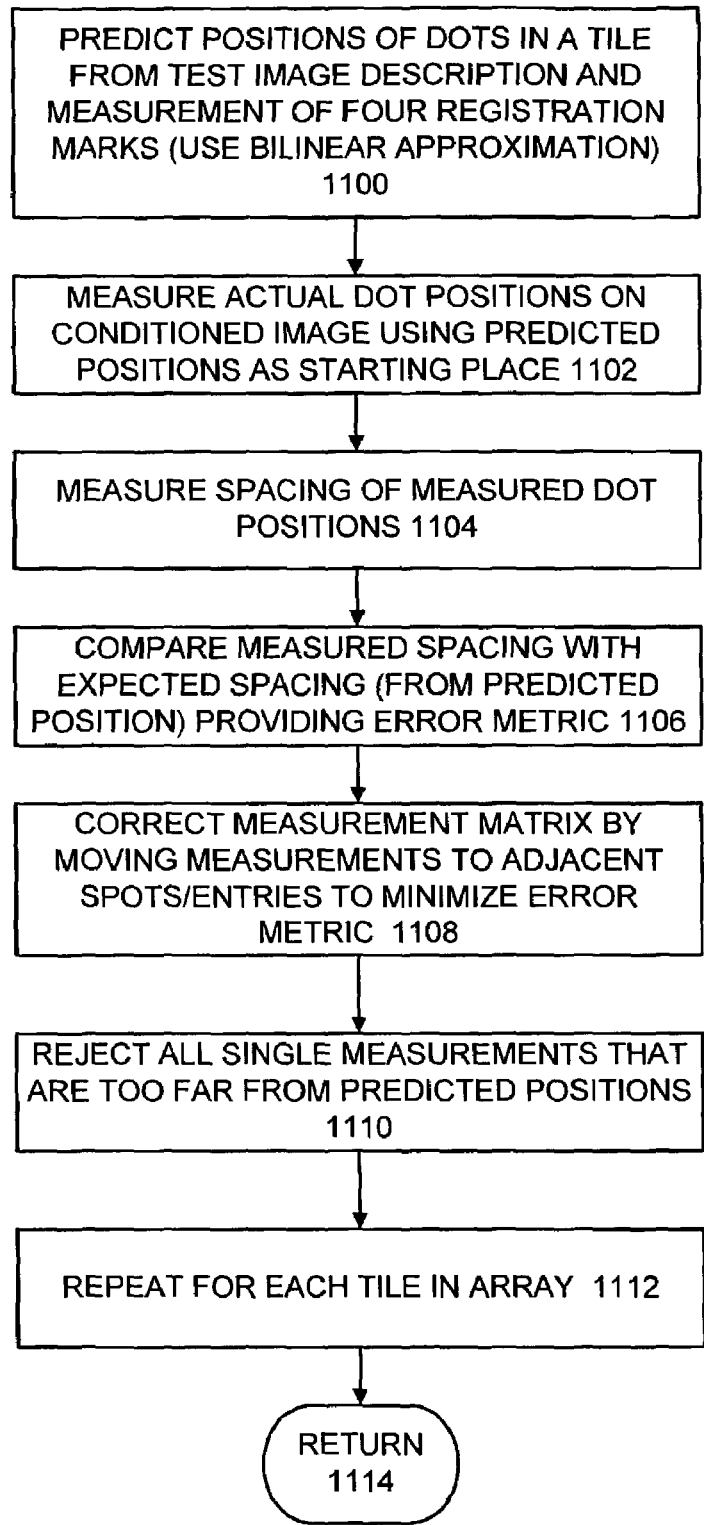 PREDICT POSITIONS OF DOTS IN A TILE
FROM TEST IMAGE DESCRIPTION AND
MEASUREMENT OF FOUR REGISTRATION
MARKS (USE BILINEAR APPROXIMATION)
1100
MEASURE ACTUAL DOT POSITIONS ON
CONDITIONED IMAGE USING PREDICTED
POSITIONS AS STARTING PLACE 1102
MEASURE SPACING OF MEASURED DOT
POSITIONS 1104
COMPARE MEASURED SPACING WITH
EXPECTED SPACING (FROM PREDICTED
POSITION) PROVIDING ERROR METRIC 1106
CORRECT MEASUREMENT MATRIX BY
MOVING MEASUREMENTS TO ADJACENT
SPOTS/ENTRIES TO MINIMIZE ERROR
METRIC 1108
REJECT ALL SINGLE MEASUREMENTS THAT
ARE TOO FAR FROM PREDICTED POSITIONS
1110
REPEAT FOR EACH TILE IN ARRAY 1112
RETURN
1114